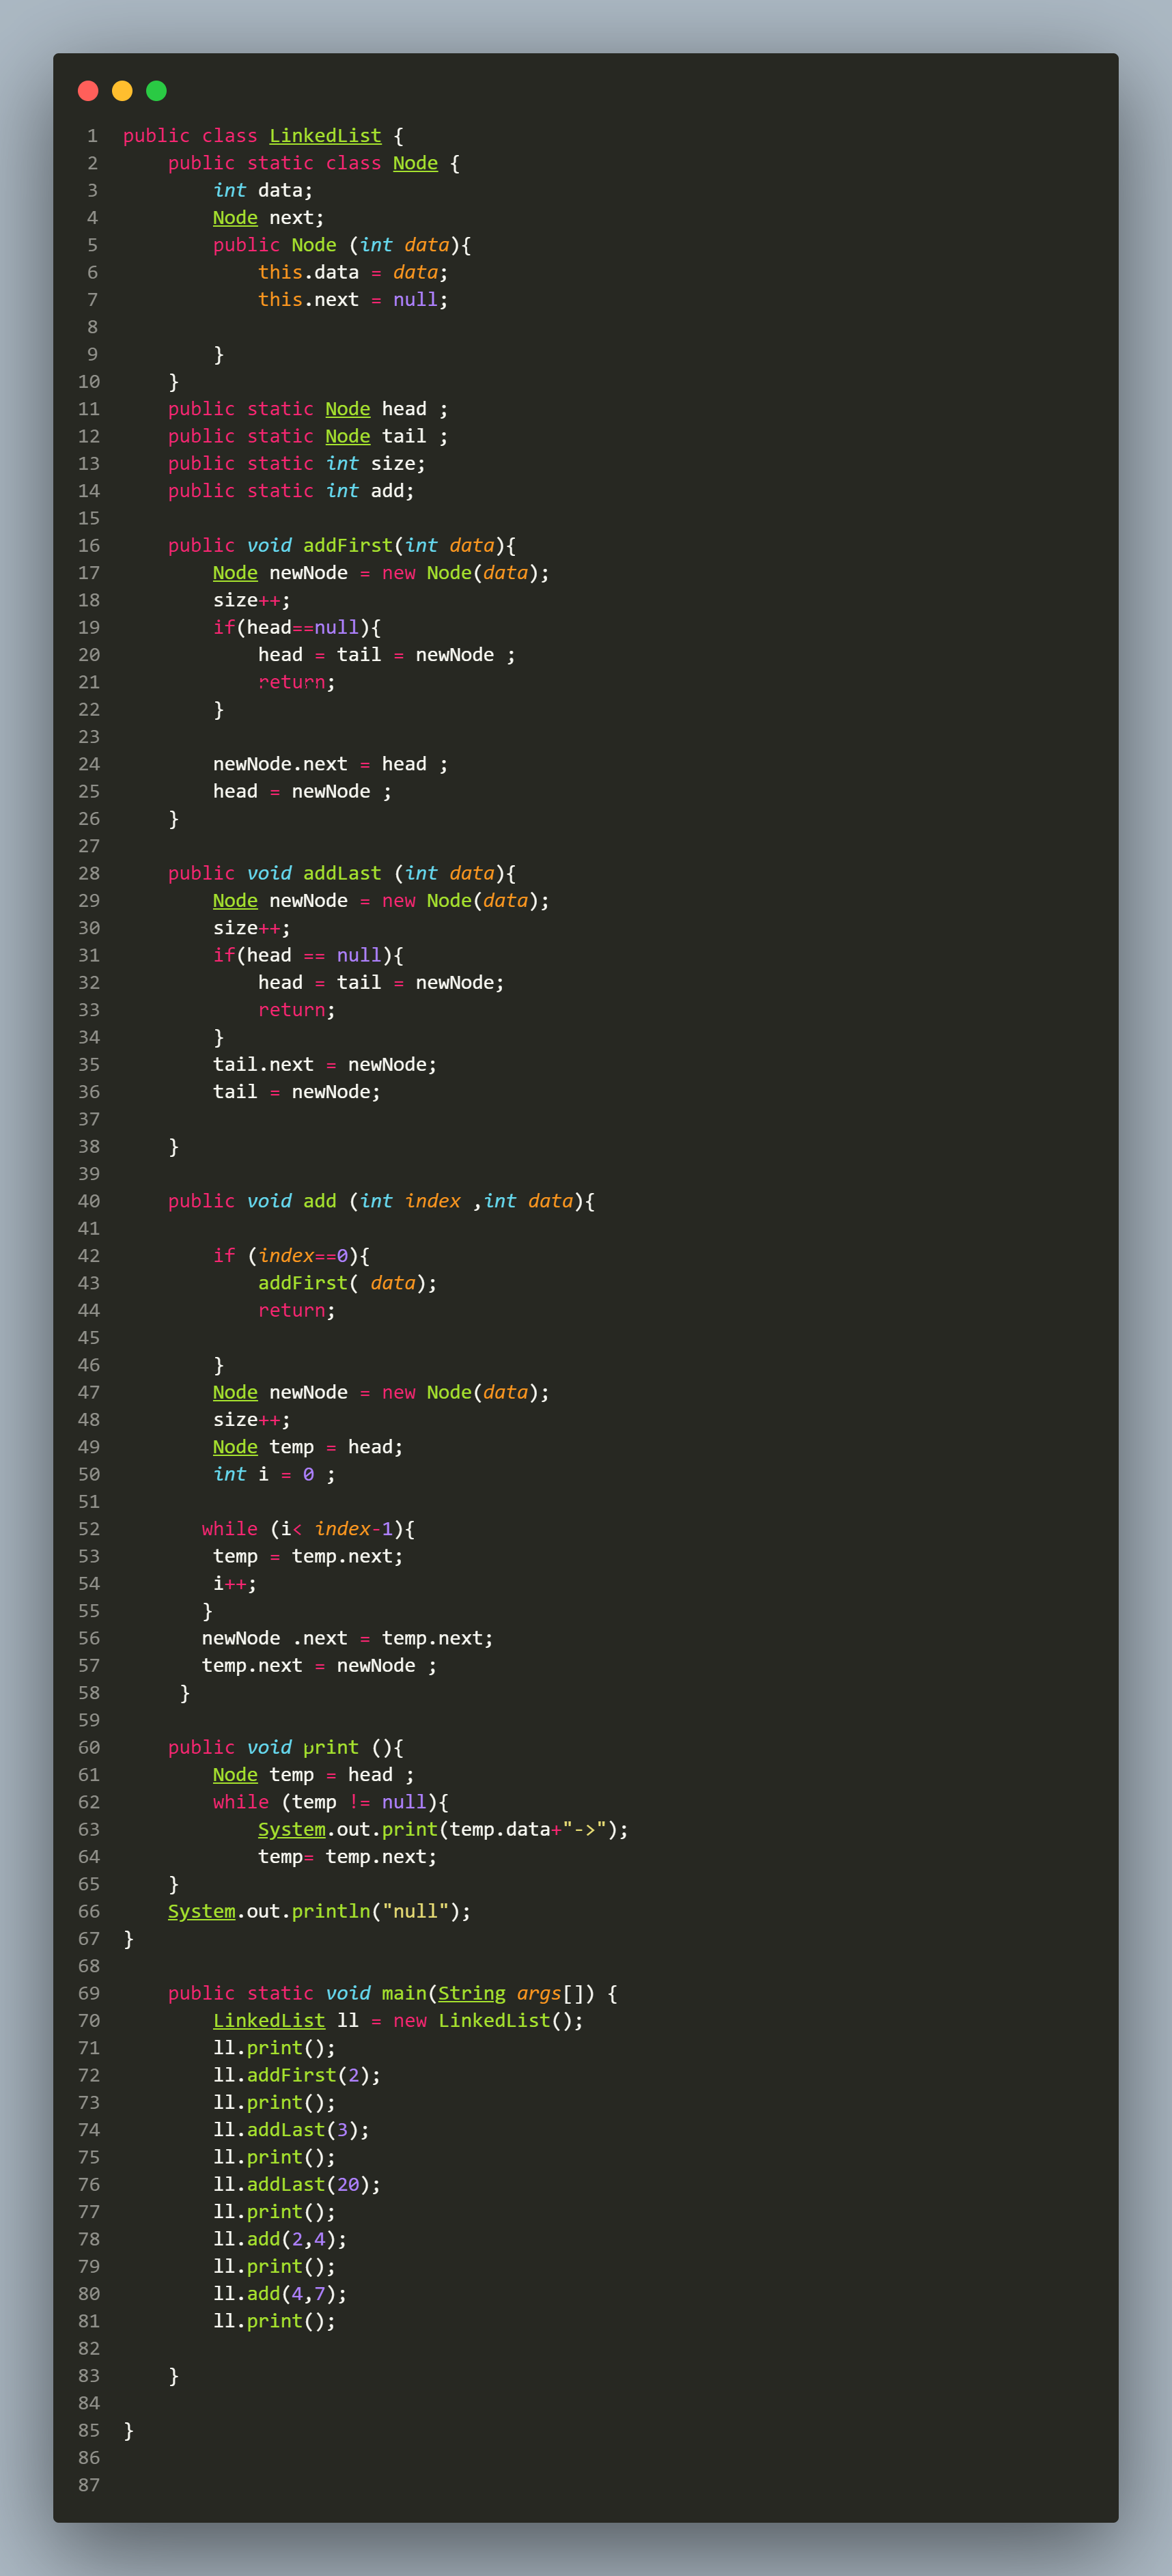 1 public class LinkedList {
2     public static class Node {
3         int data;
4         Node next;
5         public Node (int data){
6             this.data = data;
7             this.next = null;
8
9         }
10     }
11     public static Node head ;
12     public static Node tail ;
13     public static int size;
14     public static int add;
15
16     public void addFirst(int data){
17         Node newNode = new Node(data);
18         size++;
19         if(head==null){
20             head = tail = newNode ;
21             return;
22         }
23
24         newNode.next = head ;
25         head = newNode ;
26     }
27
28     public void addLast (int data){
29         Node newNode = new Node(data);
30         size++;
31         if(head == null){
32             head = tail = newNode;
33             return;
34         }
35         tail.next = newNode;
36         tail = newNode;
37
38     }
39
40     public void add (int index ,int data){
41
42         if (index==0){
43             addFirst( data);
44             return;
45
46         }
47         Node newNode = new Node(data);
48         size++;
49         Node temp = head;
50         int i = 0 ;
51
52        while (i< index-1){
53         temp = temp.next;
54         i++;
55        }
56        newNode .next = temp.next;
57        temp.next = newNode ;
58      }
59
60     public void print (){
61         Node temp = head ;
62         while (temp != null){
63             System.out.print(temp.data+"->");
64             temp= temp.next;
65     }
66     System.out.println("null");
67 }
68
69     public static void main(String args[]) {
70         LinkedList ll = new LinkedList();
71         ll.print();
72         ll.addFirst(2);
73         ll.print();
74         ll.addLast(3);
75         ll.print();
76         ll.addLast(20);
77         ll.print();
78         ll.add(2,4);
79         ll.print();
80         ll.add(4,7);
81         ll.print();
82
83     }
84
85 }
86
87